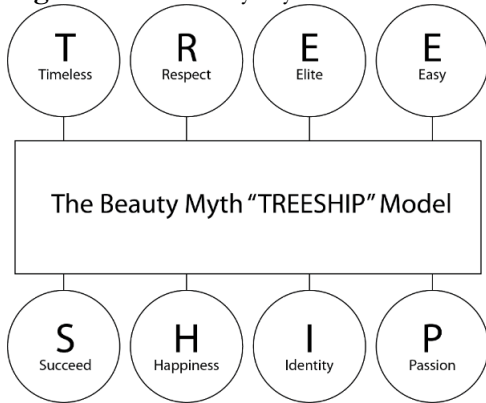 T
Timeless
R
Respect
E
Elite
E
Easy
The Beauty Myth “TREESHIP” Model
S
Succeed
H
Happiness
I
Identity
P
Passion